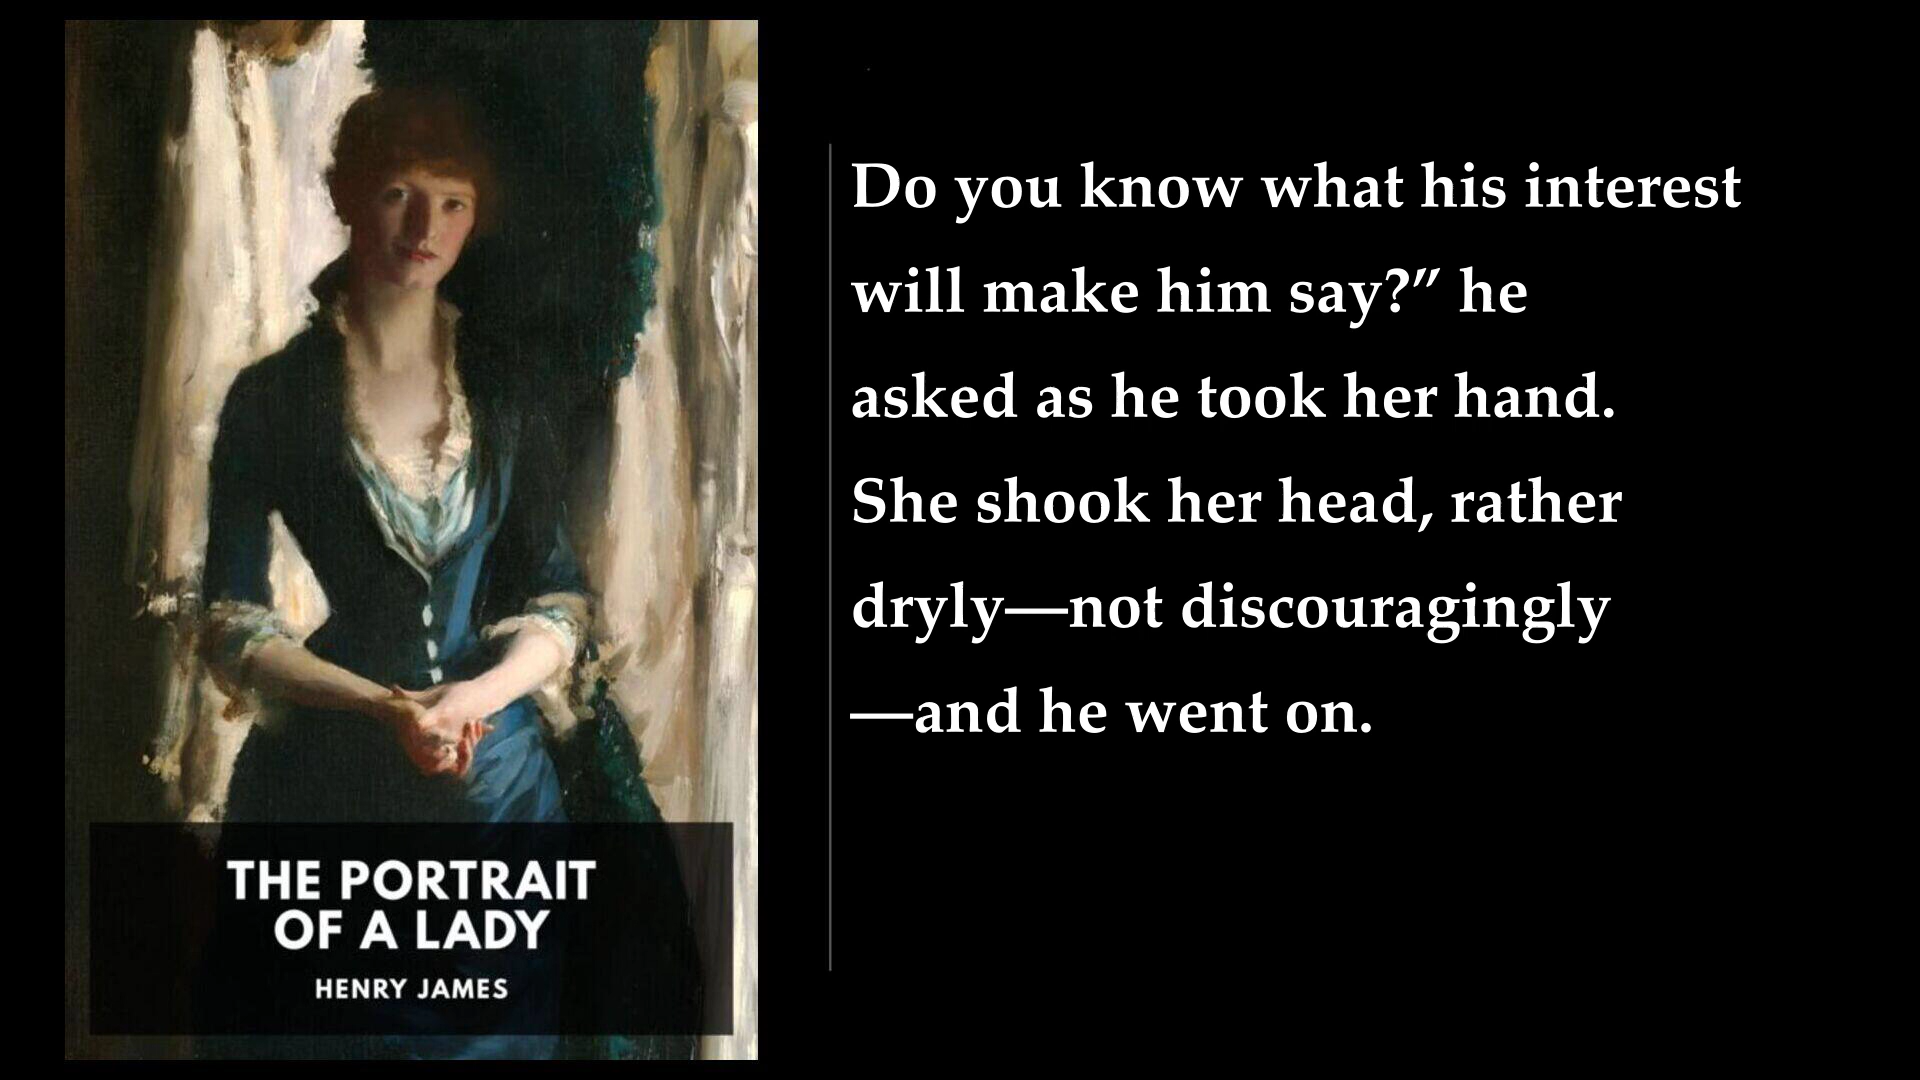 THE PORTRAIT
OF A LADY
HENRY JAMES
Do you know what his interest
will make him say?” he
asked as he took her hand.
She shook her head, rather
dryly—not discouragingly
—and he went on.